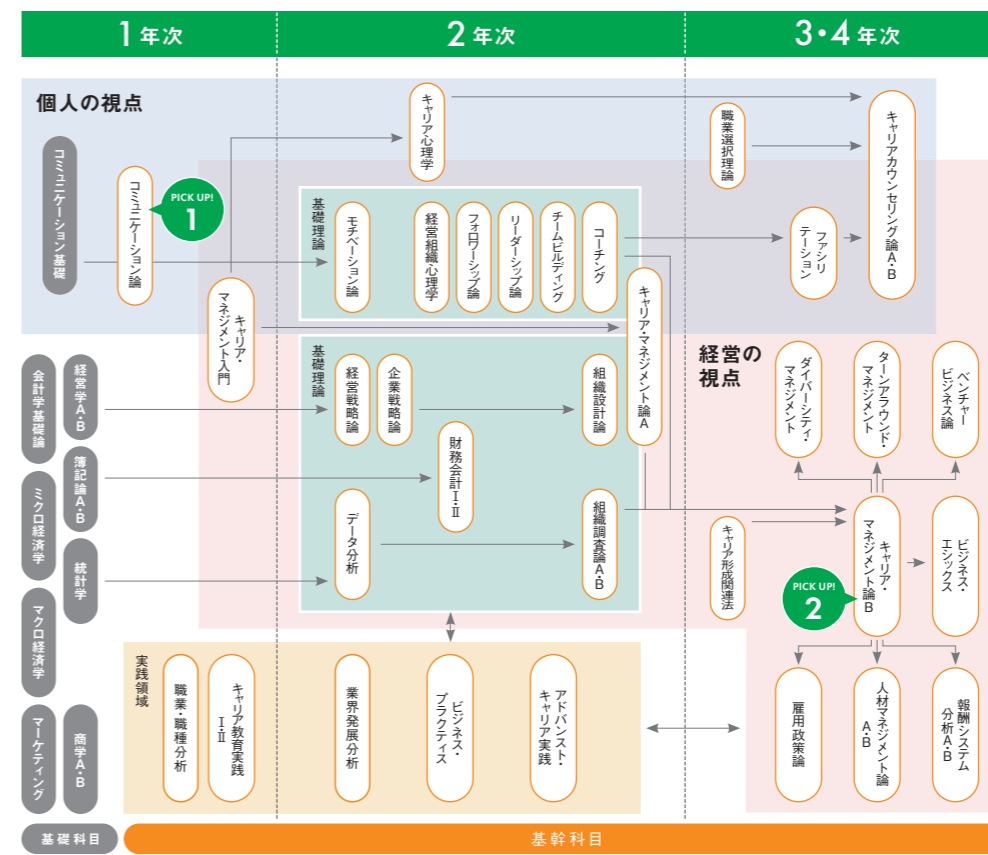 1年次
2年次
3・4年次
個人の視点
コミュニケーション基礎
コミュニケーション論
PICK UP!
1
キャリア・
マネジメント入門
キャリア心理学
職業選択理論
キャリアカウンセリング論A・B
基礎理論
モチベーション論
経営組織心理学
フォロワーシップ論
リーダーシップ論
チームビルディング
コーチング
ファシリ
テーション
キャリア・マネジメント論A
経営の
視点
会計学基礎論
経営学A・B
ミクロ経済学
簿記論A・B
統計学
マクロ経済学
マーケティング
商学A・B
基礎理論
経営戦略論
企業戦略論
組織設計論
財務会計Ⅰ・Ⅱ
データ分析
組織調査論A・B
ダイバーシティ・
マネジメント
ターンアラウンド・
マネジメント
ベンチャー
ビジネス論
キャリア形成関連法
キャリア・
マネジメント論B
PICK UP!
2
ビジネス・
エシックス
雇用政策論
人材マネジメント論
A・B
報酬システム
分析A・B
実践領域
職業・職種分析
キャリア教育実践
Ⅰ・Ⅱ
業界発展分析
ビジネス・
プラクティス
アドバンスト・
キャリア実践
基礎科目
基幹科目